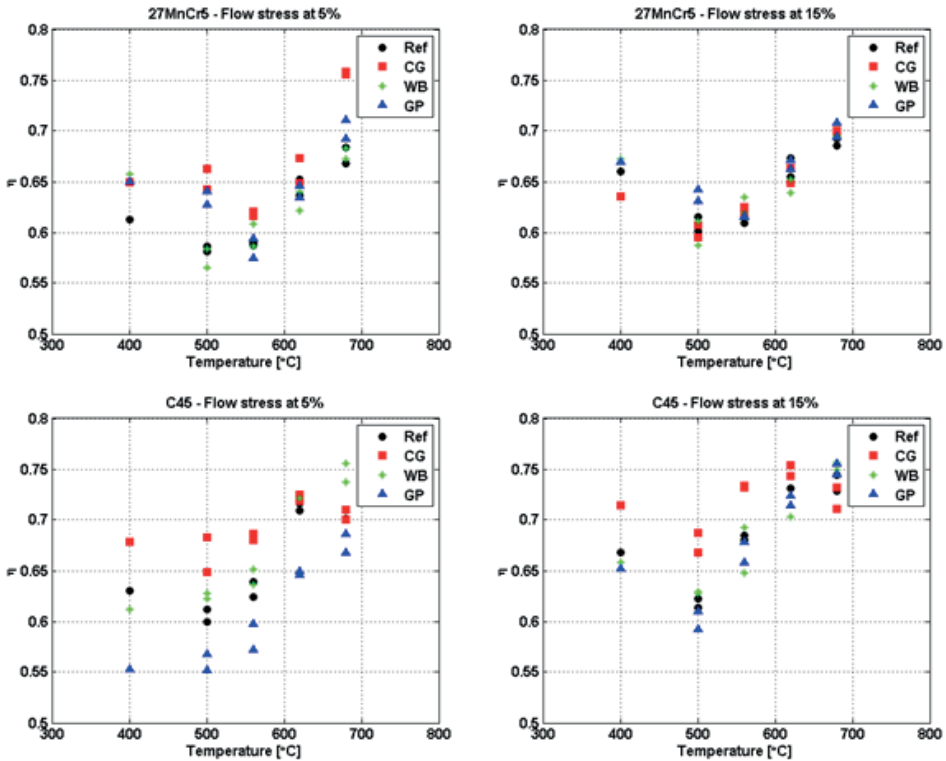 27MnCr5 - Flow stress at 5%
0.8
0.75
0.7
0.65
0.6
0.55
0.5
η
300 400 500 600 700 800
Temperature [°C]
Ref
CG
WB
GP
27MnCr5 - Flow stress at 15%
0.8
0.75
0.7
0.65
0.6
0.55
0.5
η
300 400 500 600 700 800
Temperature [°C]
Ref
CG
WB
GP
C45 - Flow stress at 5%
0.8
0.75
0.7
0.65
0.6
0.55
0.5
η
300 400 500 600 700 800
Temperature [°C]
Ref
CG
WB
GP
C45 - Flow stress at 15%
0.8
0.75
0.7
0.65
0.6
0.55
0.5
η
300 400 500 600 700 800
Temperature [°C]
Ref
CG
WB
GP